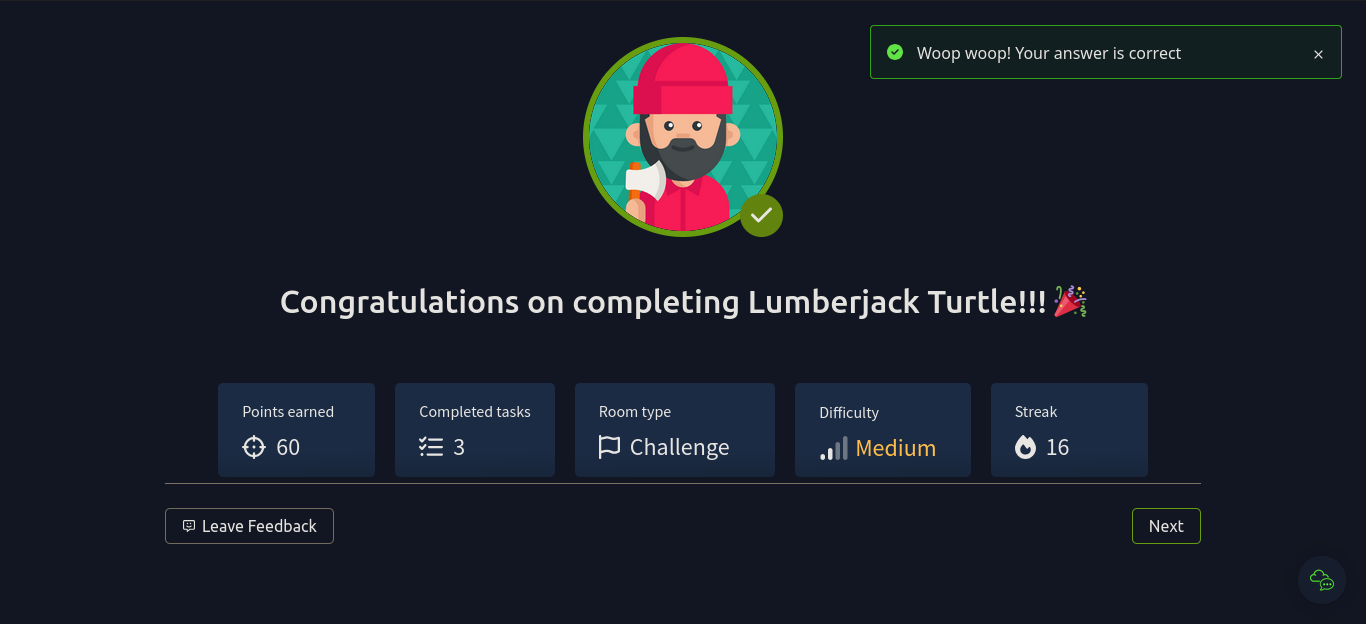 Woop woop! Your answer is correct
Congratulations on completing Lumberjack Turtle!!! 🎉
Points earned
60
Completed tasks
3
Room type
Challenge
Difficulty
Medium
Streak
16
Leave Feedback
Next